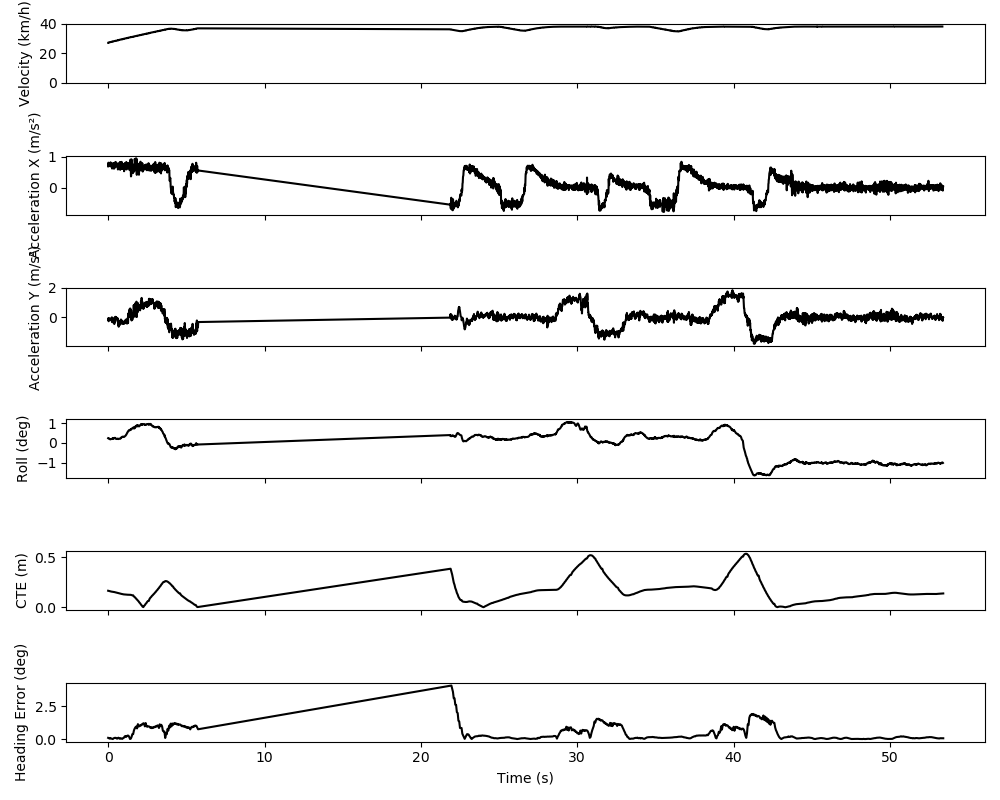 Velocity (km/h)
40
20
0
Acceleration X (m/s²)
1
0
Acceleration Y (m/s²)
2
0
Roll (deg)
1
0
−1
CTE (m)
0.5
0.0
Heading Error (deg)
2.5
0.0
0 10 20 30 40 50
Time (s)